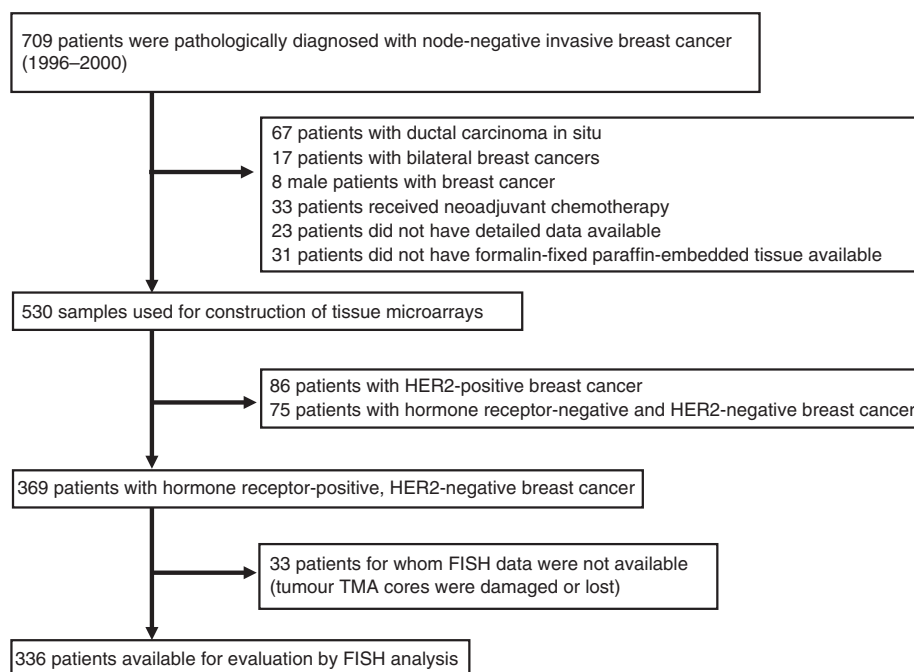 709 patients were pathologically diagnosed with node-negative invasive breast cancer
(1996–2000)
67 patients with ductal carcinoma in situ
17 patients with bilateral breast cancers
8 male patients with breast cancer
33 patients received neoadjuvant chemotherapy
23 patients did not have detailed data available
31 patients did not have formalin-fixed paraffin-embedded tissue available
530 samples used for construction of tissue microarrays
86 patients with HER2-positive breast cancer
75 patients with hormone receptor-negative and HER2-negative breast cancer
369 patients with hormone receptor-positive, HER2-negative breast cancer
33 patients for whom FISH data were not available
(tumour TMA cores were damaged or lost)
336 patients available for evaluation by FISH analysis